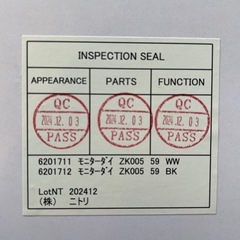 INSPECTION SEAL
APPEARANCE PARTS FUNCTION
QC QC QC
2024.12.03 2024.12.03 2024.12.03
PASS PASS PASS
6201711 モニターダイ ZK005 59 WW
6201712 モニターダイ ZK005 59 BK
LotNT 202412
(株) ニトリ